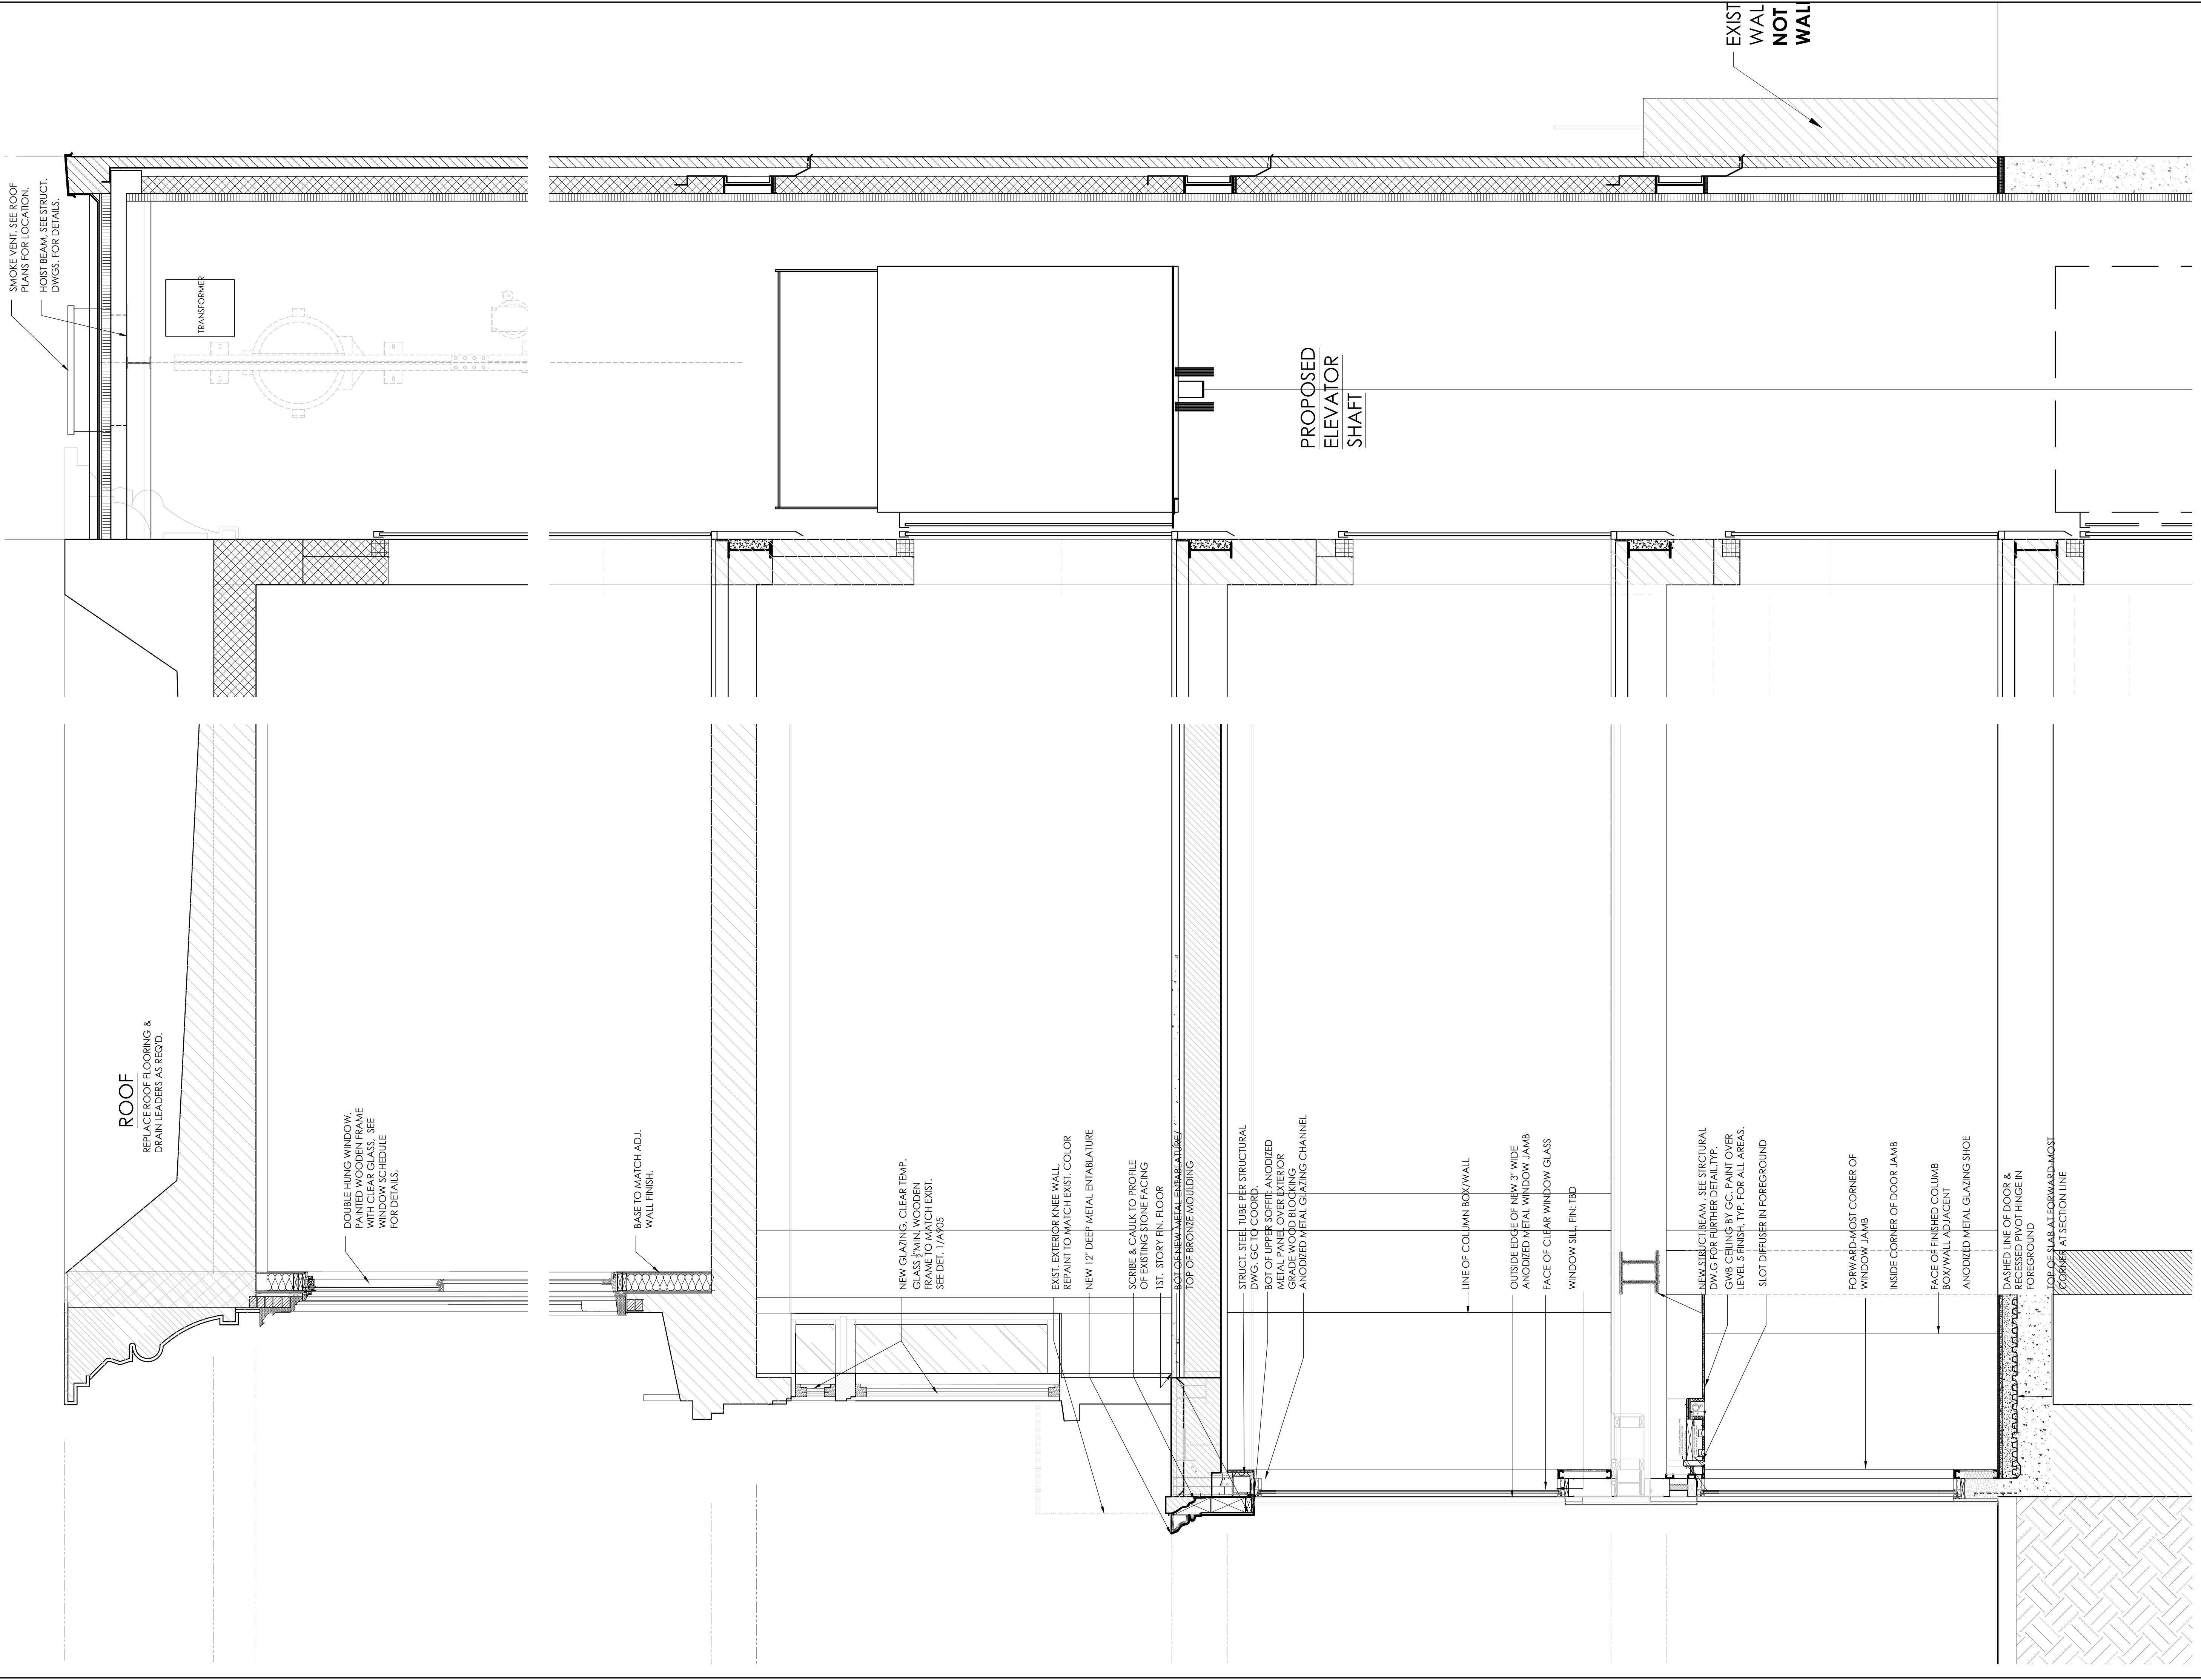 SMOKE VENT, SEE ROOF
PLANS FOR LOCATION.
HOIST BEAM, SEE STRUCT.
DWGS. FOR DETAILS.
TRANSFORMER
ROOF
REPLACE ROOF FLOORING &
DRAIN LEADERS AS REQ'D.
DOUBLE HUNG WINDOW,
PAINTED WOODEN FRAME
WITH CLEAR GLASS, SEE
WINDOW SCHEDULE
FOR DETAILS.
BASE TO MATCH ADJ.
WALL FINISH.
NEW GLAZING, CLEAR TEMP.
GLASS ½"MIN. WOODEN
FRAME TO MATCH EXIST.
SEE DET. 1/A905
EXIST. EXTERIOR KNEE WALL,
REPAINT TO MATCH EXIST. COLOR
NEW 12" DEEP METAL ENTABLATURE
SCRIBE & CAULK TO PROFILE
OF EXISTING STONE FACING
1ST. STORY FIN. FLOOR
BOT OF NEW METAL ENTABLATURE/
TOP OF BRONZE MOULDING
STRUCT. STEEL TUBE PER STRUCTURAL
DWG; GC TO COORD.
BOT OF UPPER SOFFIT; ANODIZED
METAL PANEL OVER EXTERIOR
GRADE WOOD BLOCKING
ANODIZED METAL GLAZING CHANNEL
PROPOSED
ELEVATOR
SHAFT
LINE OF COLUMN BOX/WALL
OUTSIDE EDGE OF NEW 3" WIDE
ANODIZED METAL WINDOW JAMB
FACE OF CLEAR WINDOW GLASS
WINDOW SILL, FIN: TBD
NEW STRUCT.BEAM, SEE STRCTURAL
DW.G FOR FURTHER DETAIL,TYP.
GWB CEILING BY G.C. PAINT OVER
LEVEL 5 FINISH, TYP. FOR ALL AREAS.
SLOT DIFFUSER IN FOREGROUND
FORWARD-MOST CORNER OF
WINDOW JAMB
INSIDE CORNER OF DOOR JAMB
FACE OF FINISHED COLUMB
BOX/WALL ADJACENT
ANODIZED METAL GLAZING SHOE
DASHED LINE OF DOOR &
RECESSED PIVOT HINGE IN
FOREGROUND
TOP OF SLAB AT FORWARD-MOST
CORNER AT SECTION LINE
EXIST
WAL
NOT
WALL